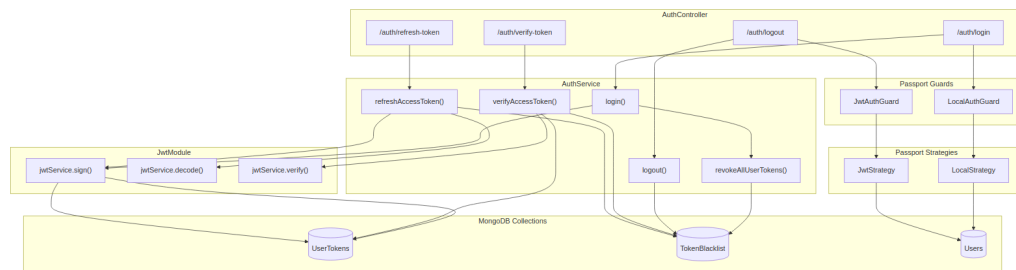 AuthController
/auth/refresh-token
/auth/verify-token
/auth/logout
/auth/login
AuthService
Passport Guards
refreshAccessToken()
verifyAccessToken()
login()
JwtAuthGuard
LocalAuthGuard
JwtModule
Passport Strategies
jwtService.sign()
jwtService.decode()
jwtService.verify()
logout()
revokeAllUserTokens()
JwtStrategy
LocalStrategy
MongoDB Collections
UserTokens
TokenBlacklist
Users